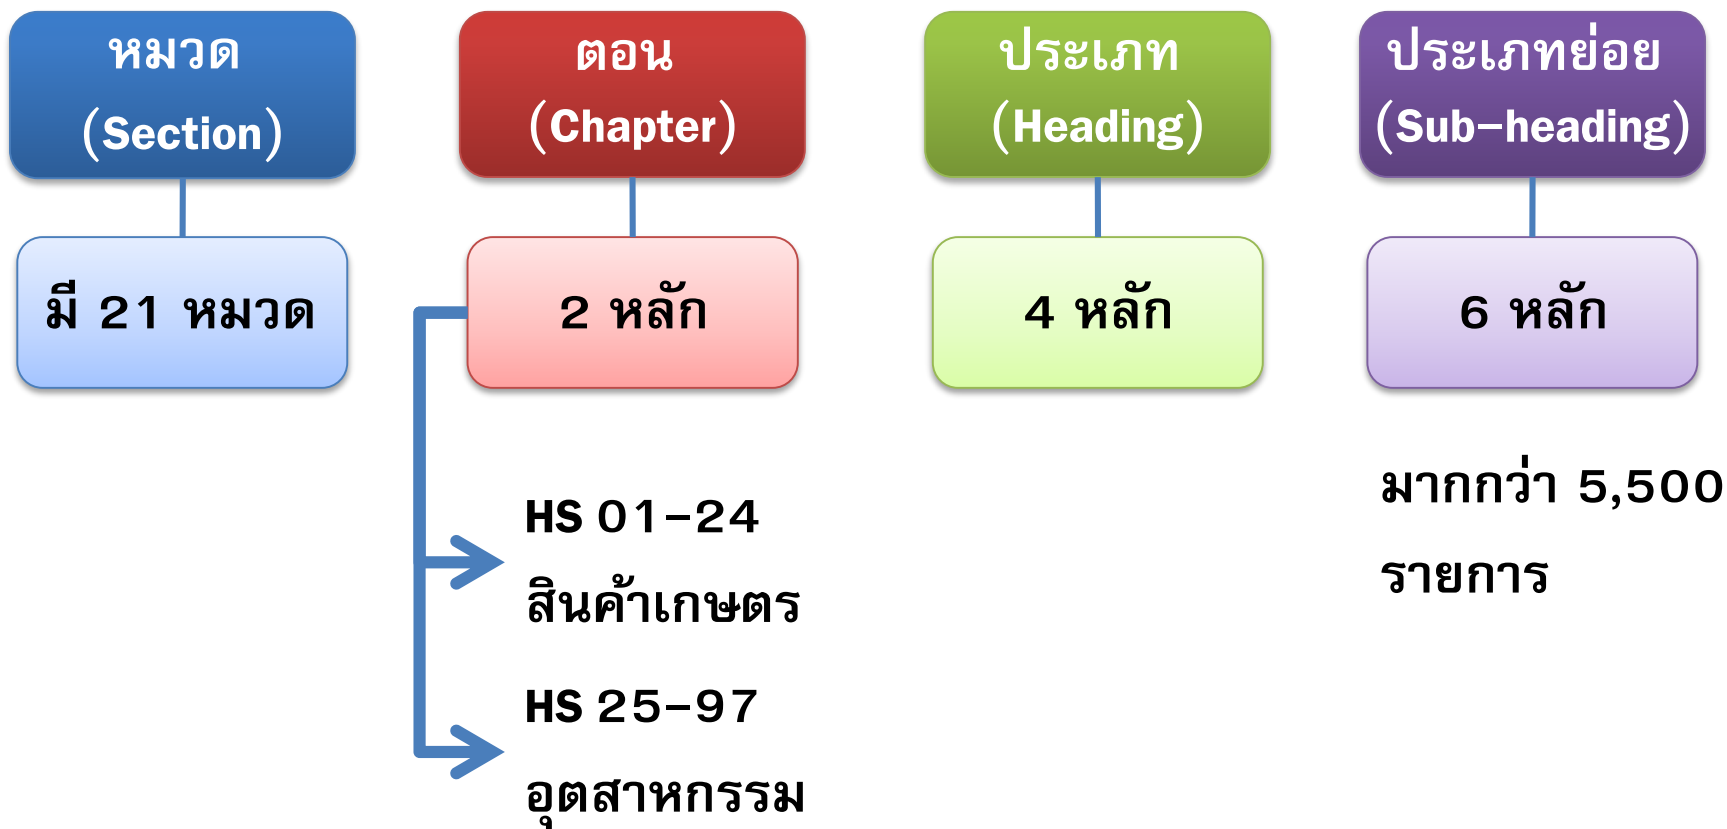 หมวด
(Section)
มี 21 หมวด
ตอน
(Chapter)
2 หลัก
HS 01-24
สินค้าเกษตร
HS 25-97
อุตสาหกรรม
ประเภท
(Heading)
4 หลัก
ประเภทย่อย
(Sub-heading)
6 หลัก
มากกว่า 5,500
รายการ